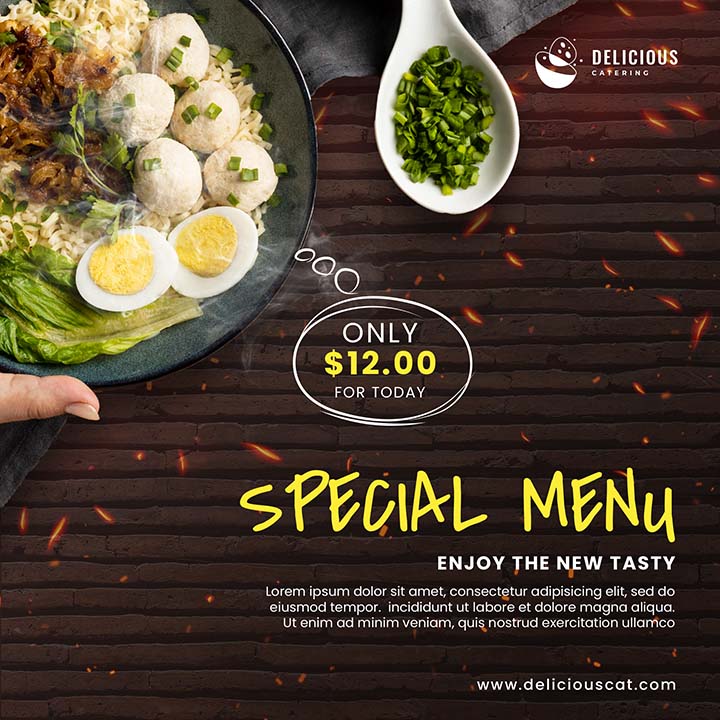 DELICIOUS
CATERING
ONLY
$12.00
FOR TODAY
SPECIAL MENU
ENJOY THE NEW TASTY
Lorem ipsum dolor sit amet, consectetur adipisicing elit, sed do
eiusmod tempor. incididunt ut labore et dolore magna aliqua.
Ut enim ad minim veniam, quis nostrud exercitation ullamco
www.deliciouscat.com